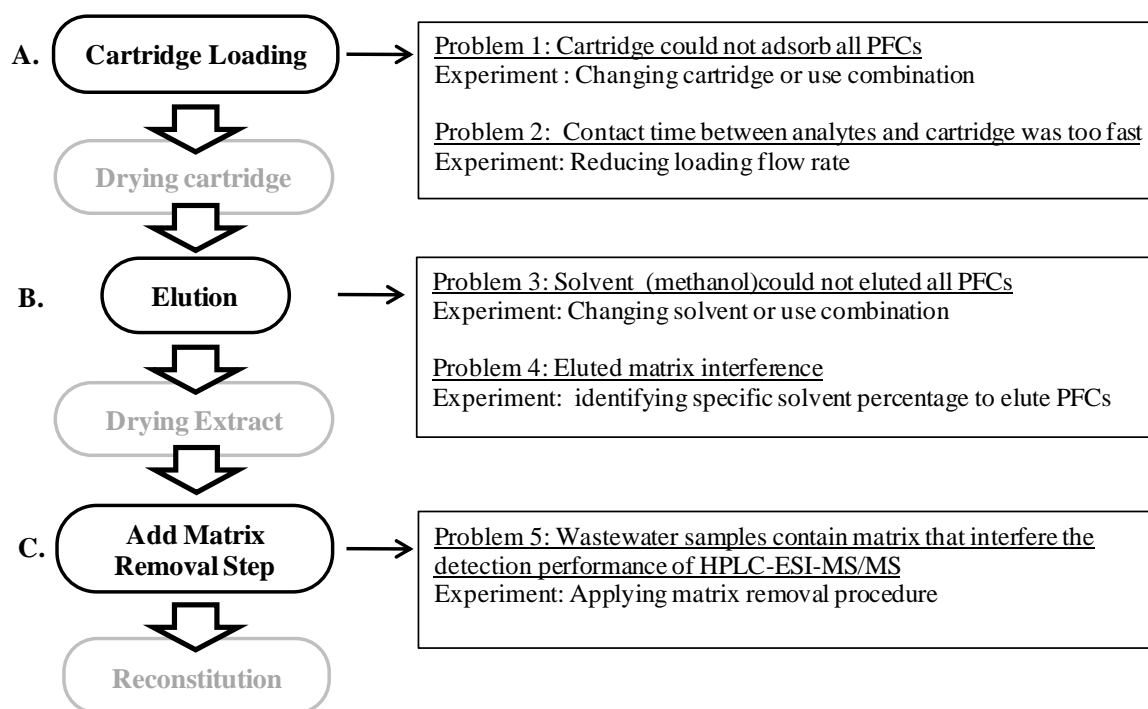 A.
Cartridge Loading
Problem 1: Cartridge could not adsorb all PFCs
Experiment : Changing cartridge or use combination
Problem 2:  Contact time between analytes and cartridge was too fast
Experiment: Reducing loading flow rate
Drying cartridge
B.
Elution
Problem 3: Solvent  (methanol)could not eluted all PFCs
Experiment: Changing solvent or use combination
Problem 4: Eluted matrix interference
Experiment:  identifying specific solvent percentage to elute PFCs
Drying Extract
C.
Add Matrix
Removal Step
Problem 5: Wastewater samples contain matrix that interfere the
detection performance of HPLC-ESI-MS/MS
Experiment: Applying matrix removal procedure
Reconstitution